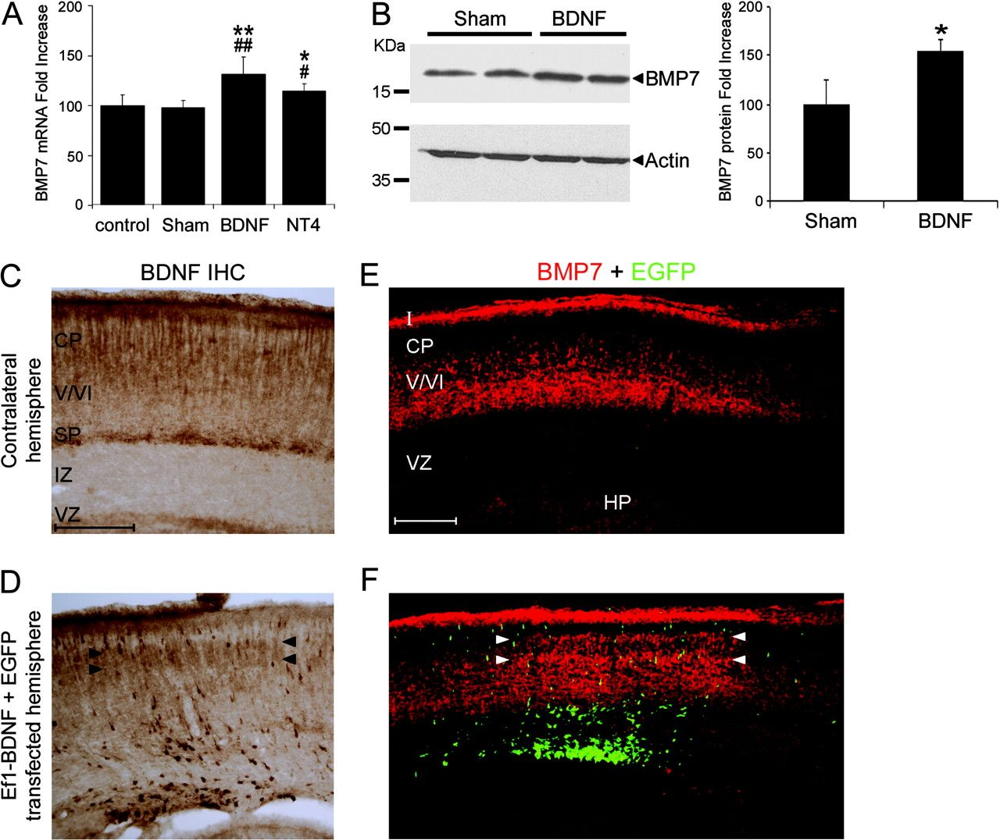 A
BMP7 mRNA Fold Increase
200
150
100
50
0
**
##
*
#
control Sham BDNF NT4
B
Sham BDNF
KDa
15
BMP7
50
35
Actin
BMP7 protein Fold Increase
200
150
100
50
0
*
Sham BDNF
C
BDNF IHC
Contralateral
hemisphere
I
CP
V/VI
SP
IZ
VZ
E
BMP7 + EGFP
I
CP
V/VI
VZ
HP
D
Ef1-BDNF + EGFP
transfected hemisphere
F